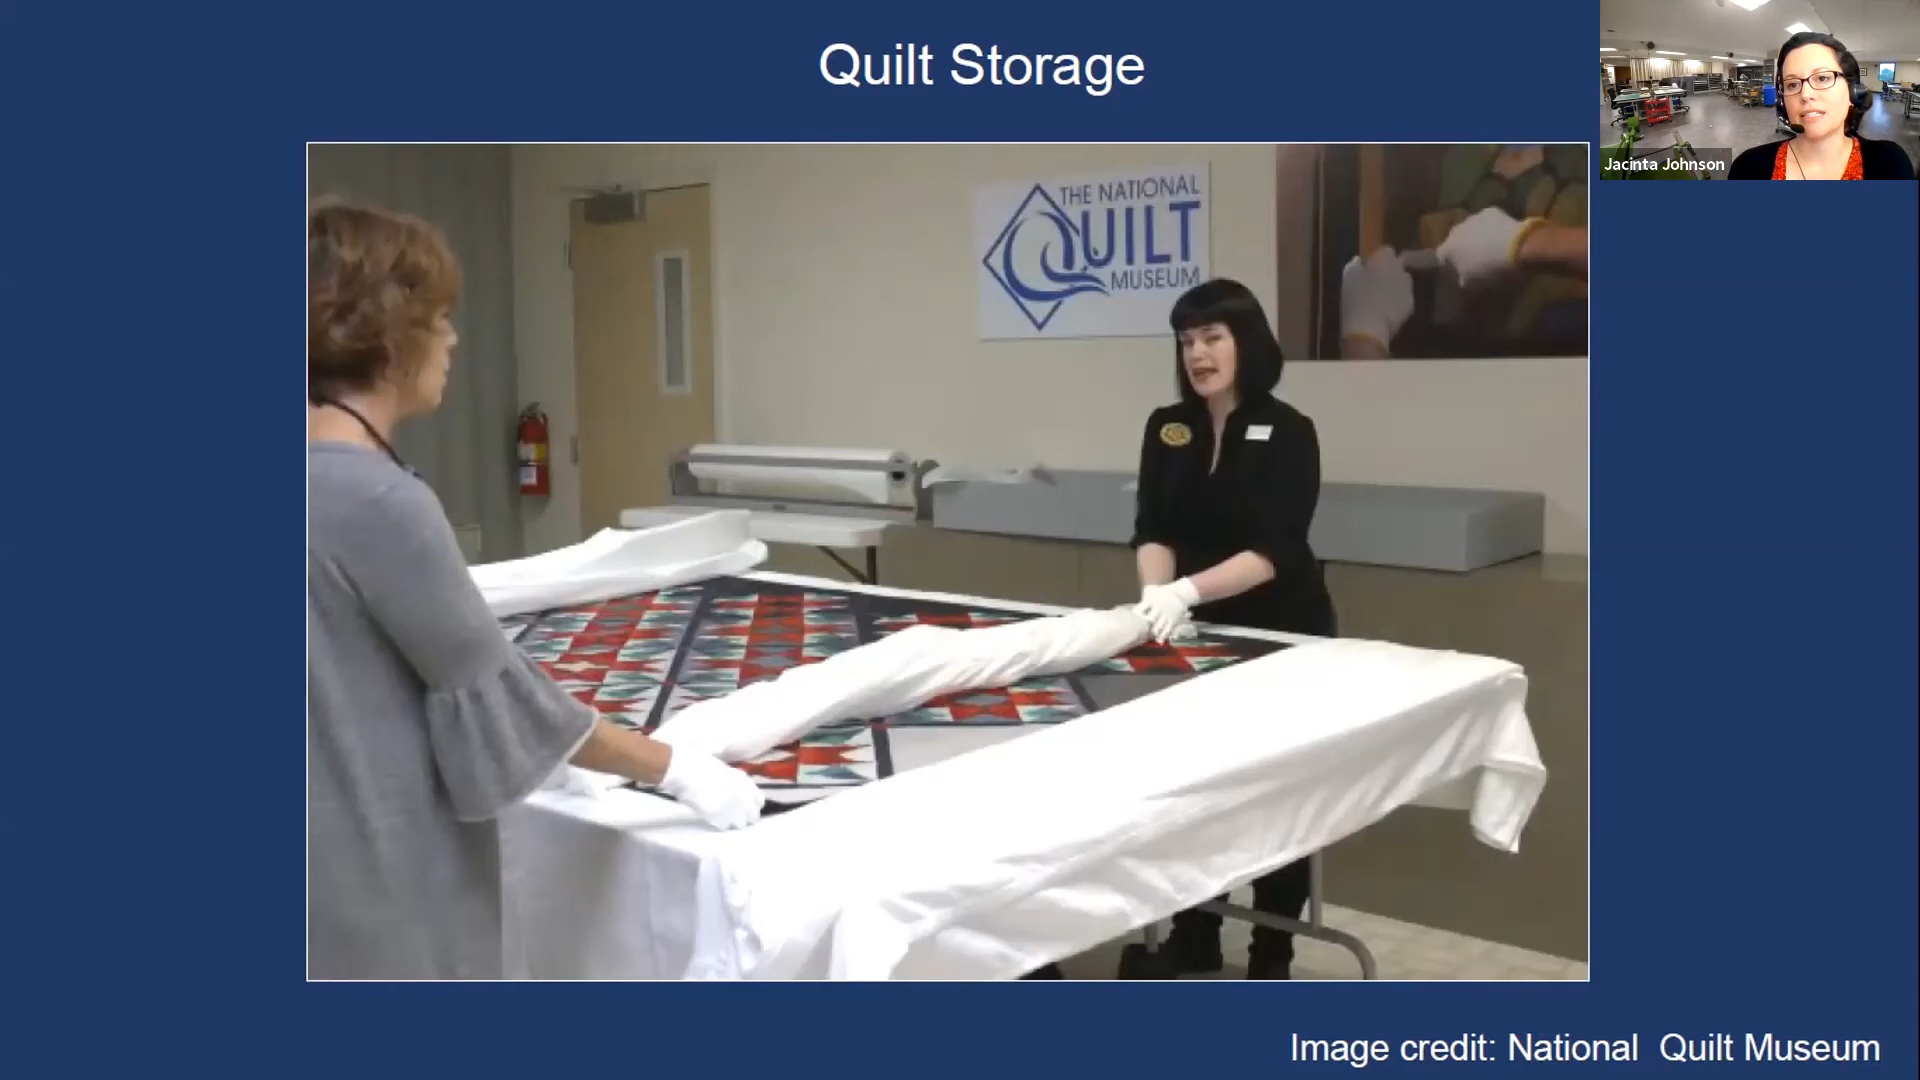 Quilt Storage
Jacinta Johnson
THE NATIONAL
QUILT
MUSEUM
Image credit: National Quilt Museum